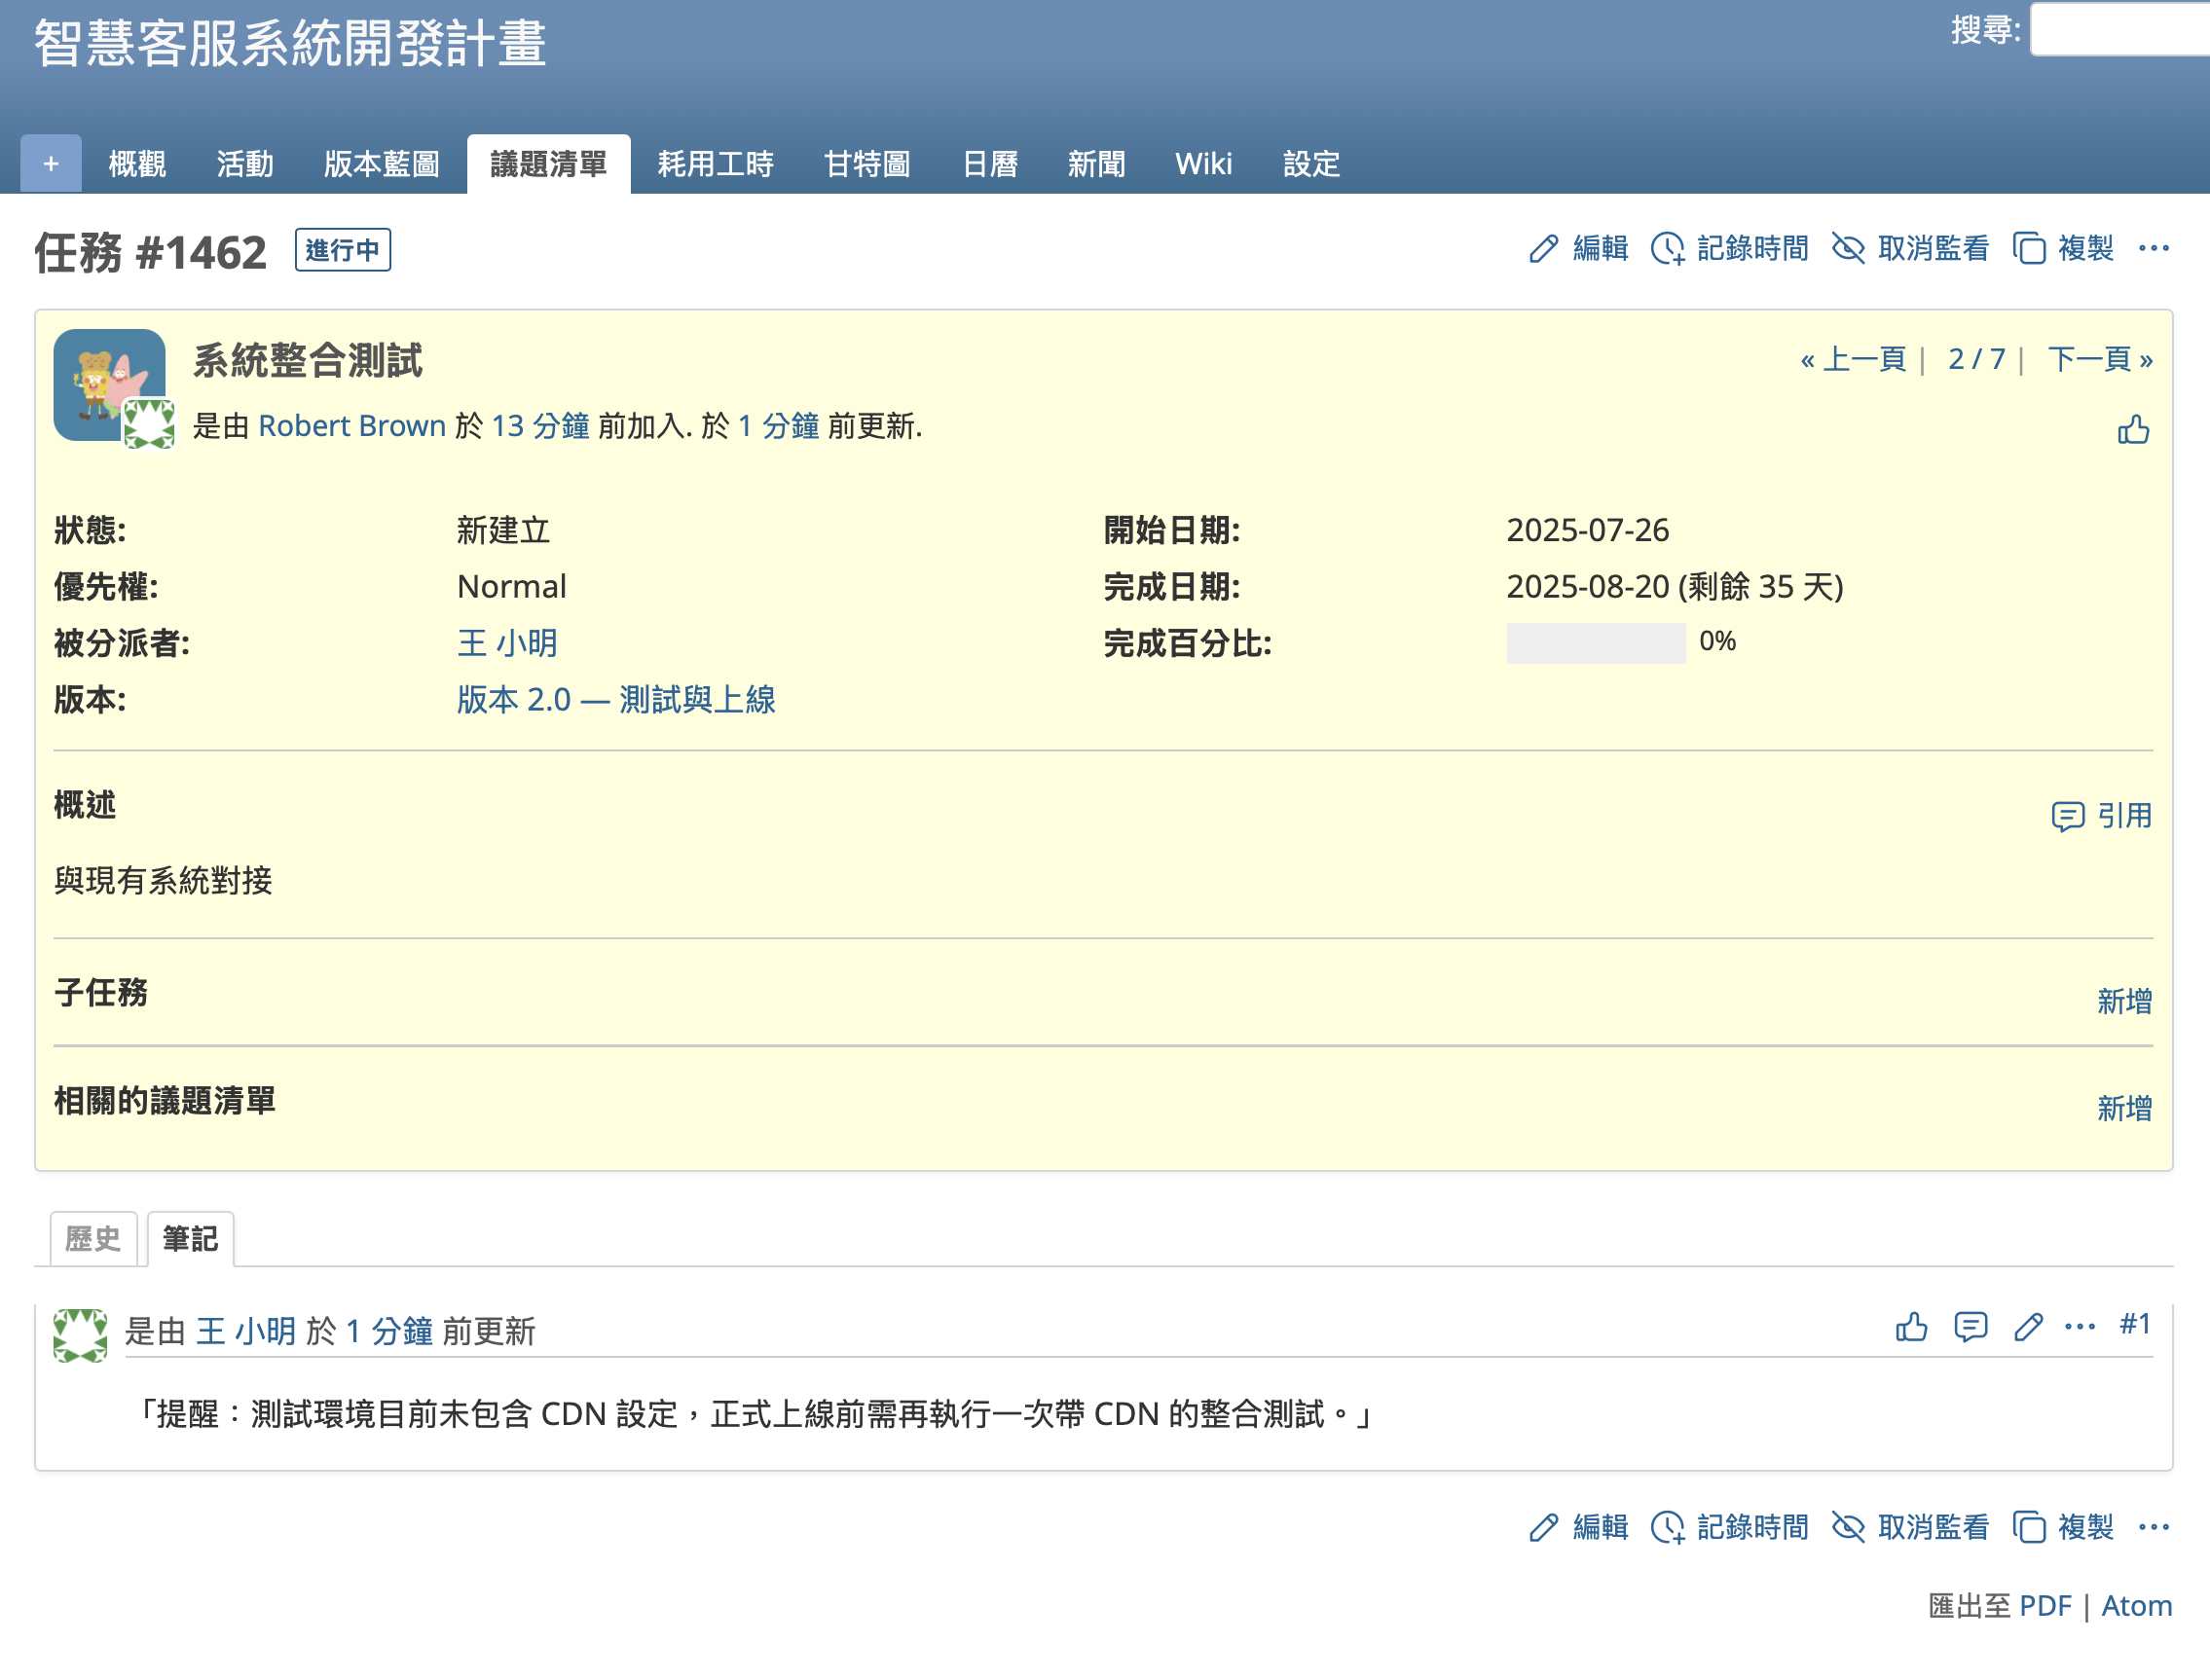 智慧客服系統開發計畫
搜尋:
+ 概觀 活動 版本藍圖 議題清單 耗用工時 甘特圖 日曆 新聞 Wiki 設定
任務 #1462 進行中
編輯 記錄時間 取消監看 複製 •••
系統整合測試
« 上一頁 | 2 / 7 | 下一頁 »
是由 Robert Brown 於 13 分鐘 前加入. 於 1 分鐘 前更新.
狀態: 新建立 開始日期: 2025-07-26
優先權: Normal 完成日期: 2025-08-20 (剩餘 35 天)
被分派者: 王 小明 完成百分比: 0%
版本: 版本 2.0 — 測試與上線
概述
引用
與現有系統對接
子任務
新增
相關的議題清單
新增
歷史 筆記
是由 王 小明 於 1 分鐘 前更新
••• #1
「提醒：測試環境目前未包含 CDN 設定，正式上線前需再執行一次帶 CDN 的整合測試。」
編輯 記錄時間 取消監看 複製 •••
匯出至 PDF | Atom